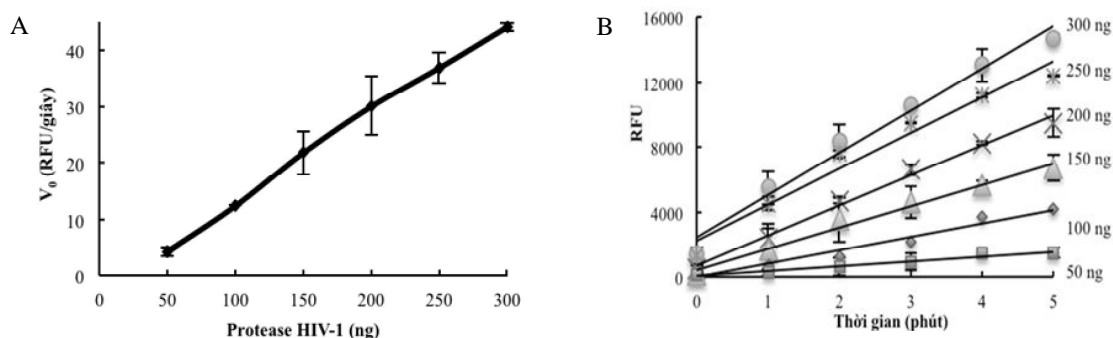 A
V₀ (RFU/giây)
40
30
20
10
0
0 50 100 150 200 250 300
Protease HIV-1 (ng)
B
RFU
16000
12000
8000
4000
0
0 1 2 3 4 5
Thời gian (phút)
300 ng
250 ng
200 ng
150 ng
100 ng
50 ng